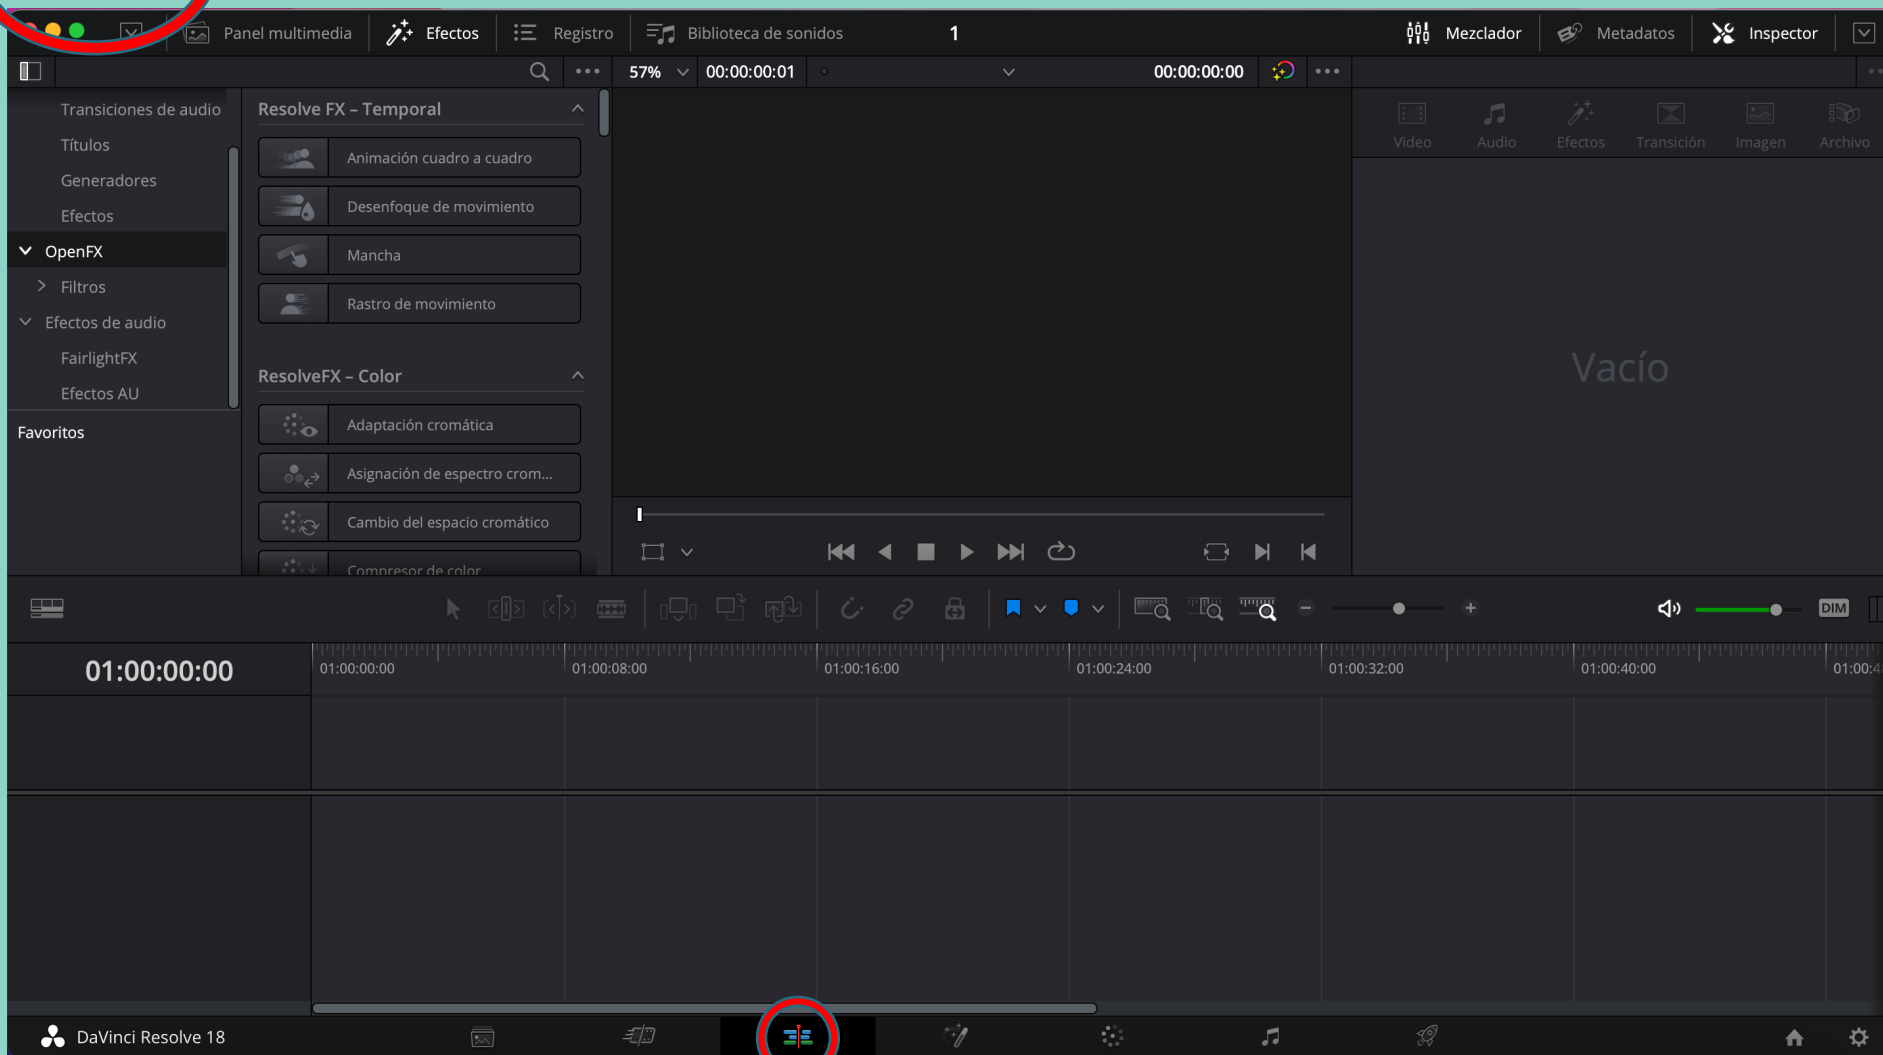 Panel multimedia Efectos Registro Biblioteca de sonidos 1 Mezclador Metadatos Inspector
57% 00:00:00:01 00:00:00:00
Transiciones de audio
Títulos
Generadores
Efectos
OpenFX
Filtros
Efectos de audio
FairlightFX
Efectos AU
Favoritos
Resolve FX – Temporal
Animación cuadro a cuadro
Desenfoque de movimiento
Mancha
Rastro de movimiento
ResolveFX – Color
Adaptación cromática
Asignación de espectro crom...
Cambio del espacio cromático
Compresor de color
Video Audio Efectos Transición Imagen Archivo
Vacío
DIM
01:00:00:00
01:00:00:00 01:00:08:00 01:00:16:00 01:00:24:00 01:00:32:00 01:00:40:00
DaVinci Resolve 18